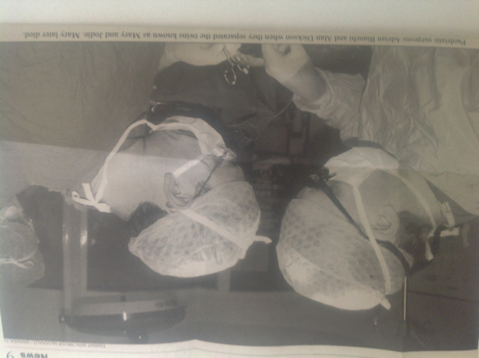 News 9
Paediatric surgeons Adrian Bianchi and Alan Dickson when they separated the twins known as Mary and Jodie. Mary later died.